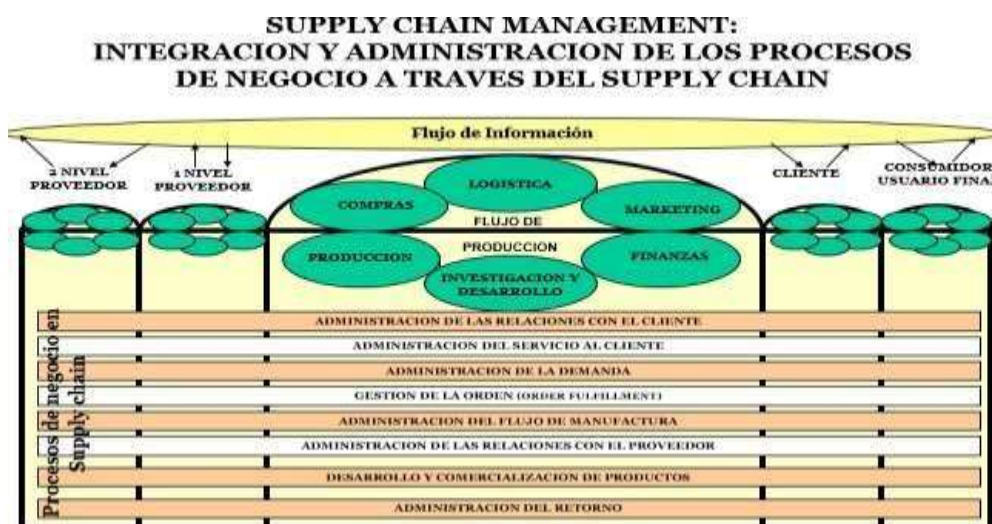 SUPPLY CHAIN MANAGEMENT:
INTEGRACION Y ADMINISTRACION DE LOS PROCESOS
DE NEGOCIO A TRAVES DEL SUPPLY CHAIN
Flujo de Información
2 NIVEL
PROVEEDOR
1 NIVEL
PROVEEDOR
CLIENTE
CONSUMIDOR
USUARIO FINAL
LOGISTICA
COMPRAS
MARKETING
FLUJO DE
PRODUCCION
PRODUCCION
FINANZAS
INVESTIGACION Y
DESARROLLO
Procesos de negocio en
Supply chain
ADMINISTRACION DE LAS RELACIONES CON EL CLIENTE
ADMINISTRACION DEL SERVICIO AL CLIENTE
ADMINISTRACION DE LA DEMANDA
GESTION DE LA ORDEN (ORDER FULFILLMENT)
ADMINISTRACION DEL FLUJO DE MANUFACTURA
ADMINISTRACION DE LAS RELACIONES CON EL PROVEEDOR
DESARROLLO Y COMERCIALIZACION DE PRODUCTOS
ADMINISTRACION DEL RETORNO